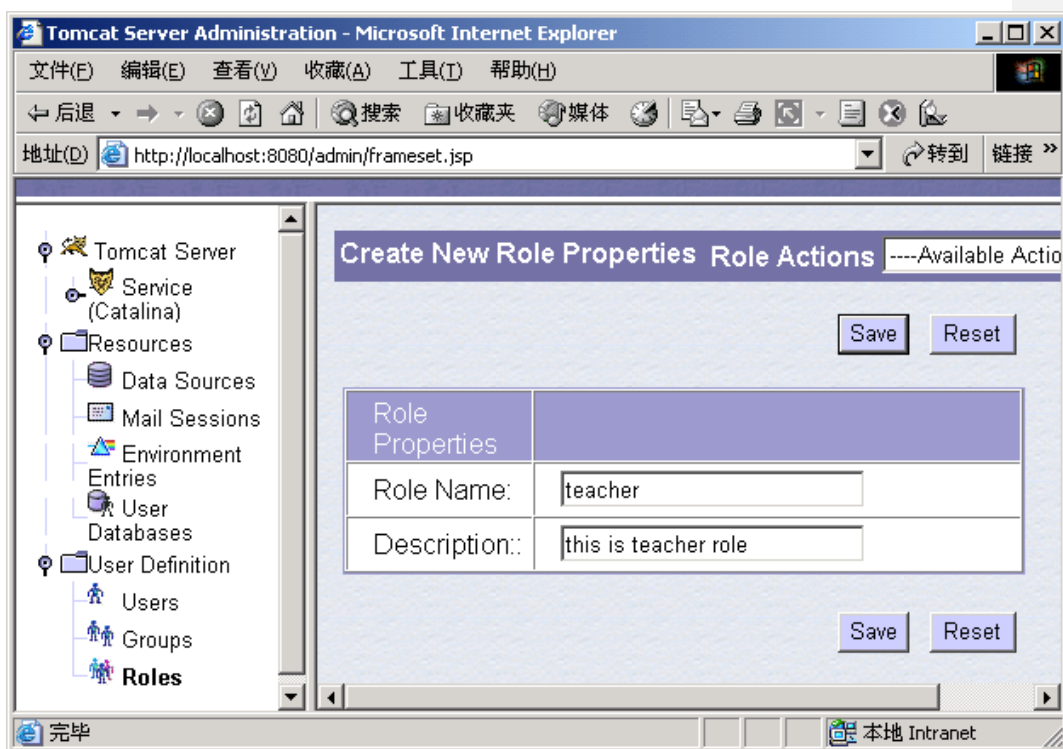 Tomcat Server Administration - Microsoft Internet Explorer
文件(F) 编辑(E) 查看(V) 收藏(A) 工具(T) 帮助(H)
后退 搜索 收藏夹 媒体
地址(D) http://localhost:8080/admin/frameset.jsp 转到 链接 »
Tomcat Server
Service
(Catalina)
Resources
Data Sources
Mail Sessions
Environment
Entries
User
Databases
User Definition
Users
Groups
Roles
Create New Role Properties Role Actions ----Available Actio
Save Reset
Role
Properties
Role Name: teacher
Description:: this is teacher role
Save Reset
完毕 本地 Intranet